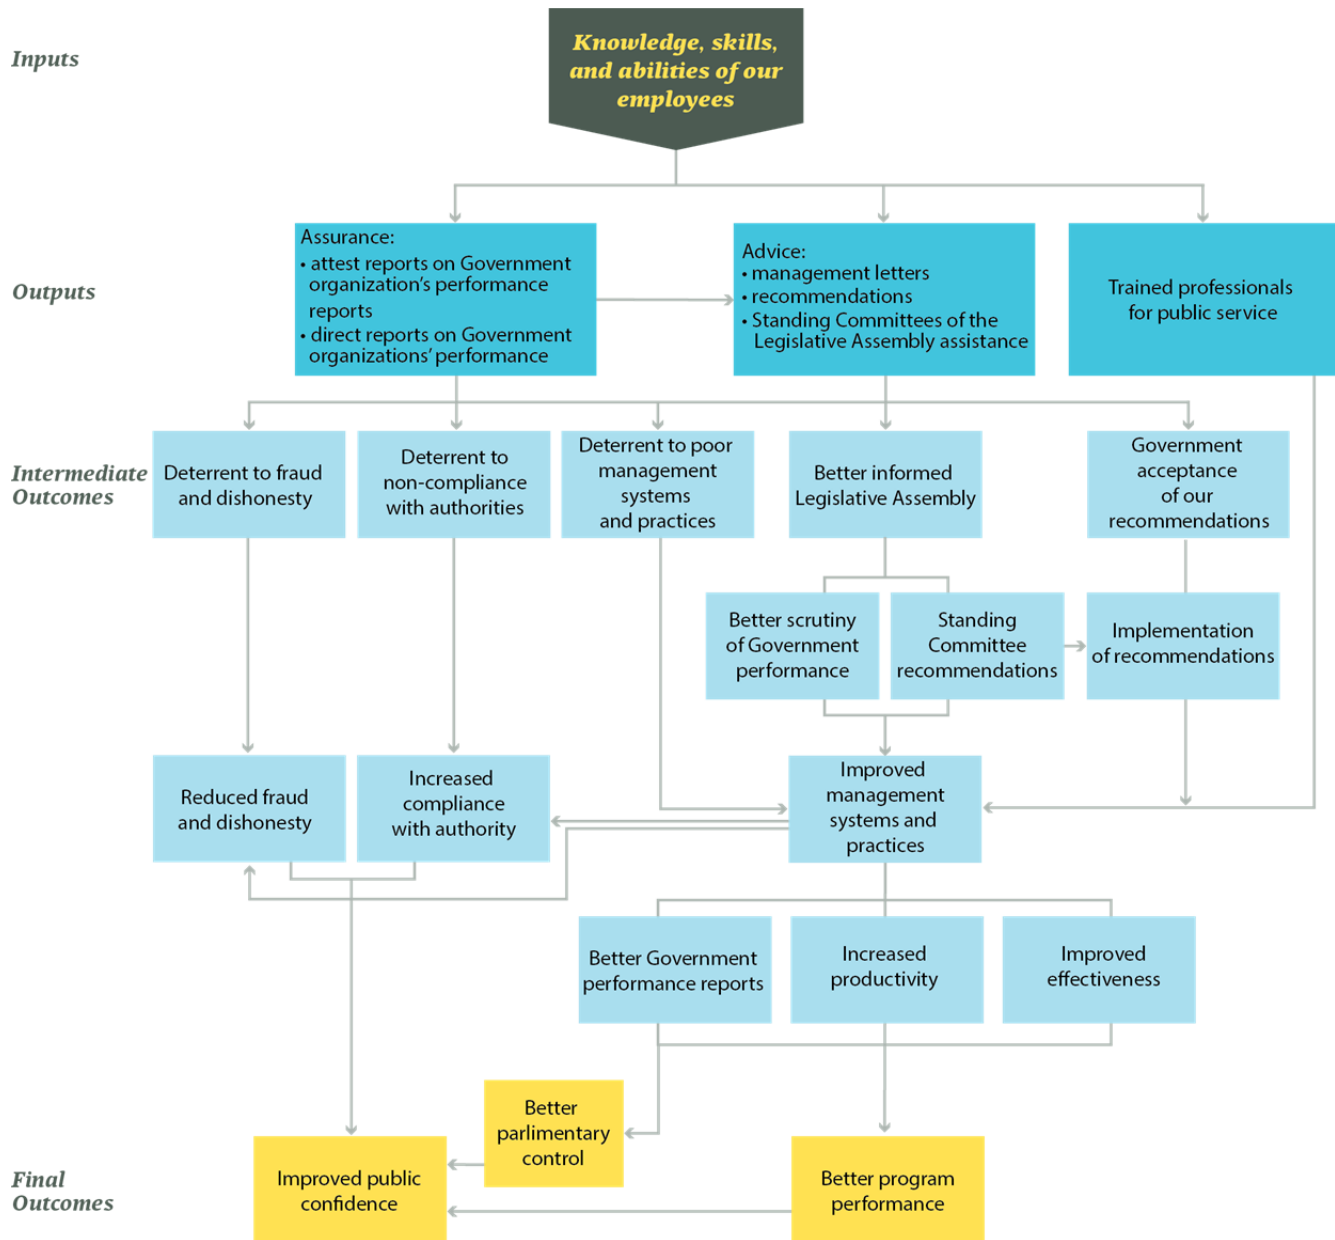 Inputs
Knowledge, skills,
and abilities of our
employees
Outputs
Assurance:
• attest reports on Government
organization's performance
reports
• direct reports on Government
organizations' performance
Advice:
• management letters
• recommendations
• Standing Committees of the
Legislative Assembly assistance
Trained professionals
for public service
Intermediate
Outcomes
Deterrent to fraud
and dishonesty
Deterrent to
non-compliance
with authorities
Deterrent to poor
management
systems
and practices
Better informed
Legislative Assembly
Government
acceptance
of our
recommendations
Better scrutiny
of Government
performance
Standing
Committee
recommendations
Implementation
of recommendations
Reduced fraud
and dishonesty
Increased
compliance
with authority
Improved
management
systems and
practices
Better Government
performance reports
Increased
productivity
Improved
effectiveness
Final
Outcomes
Improved public
confidence
Better
parlimentary
control
Better program
performance